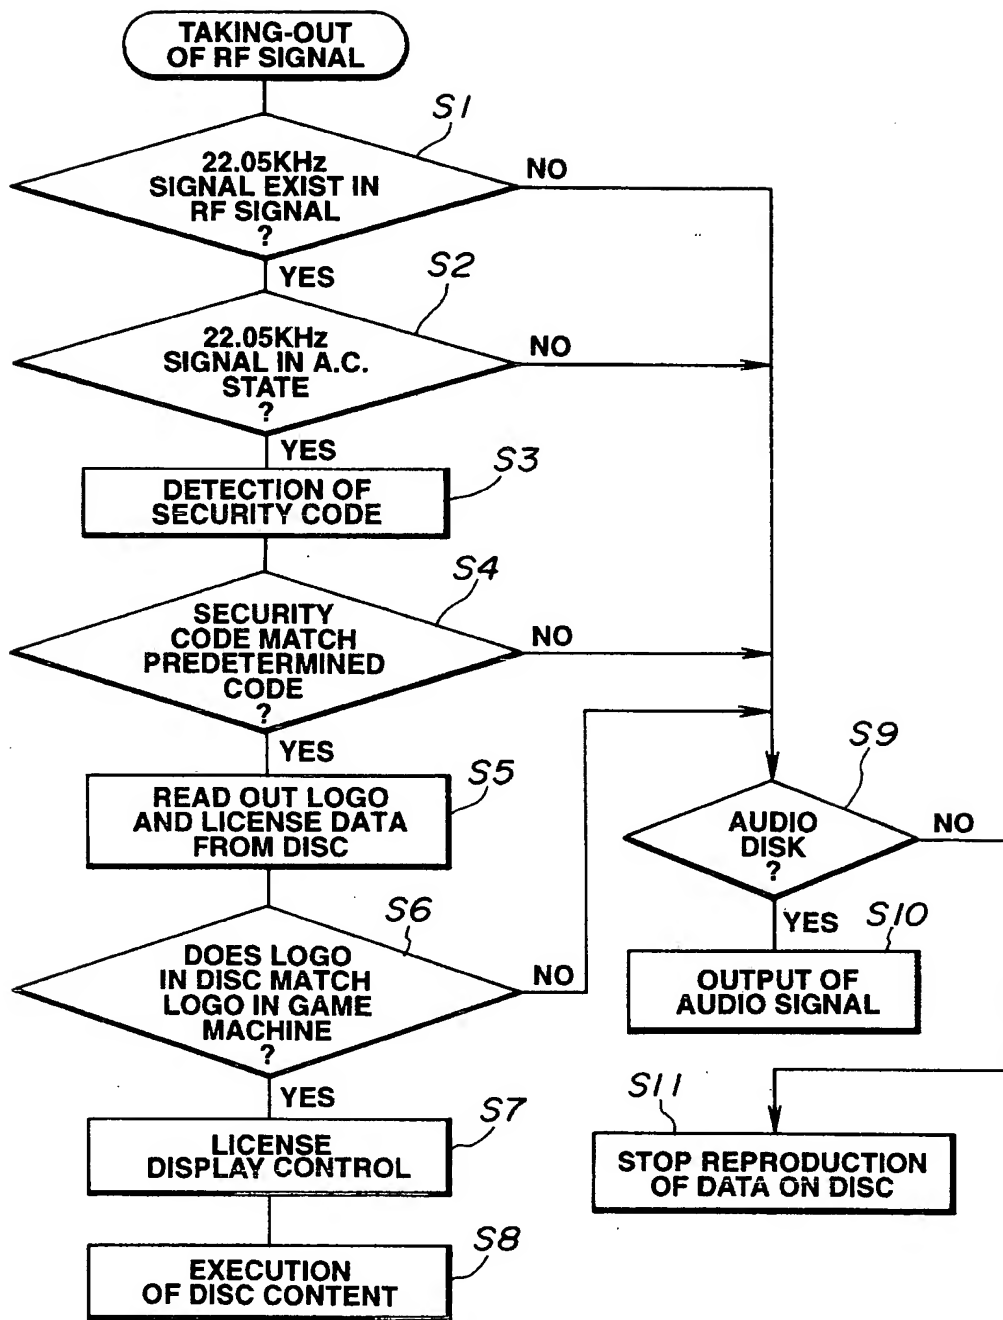 TAKING-OUT
OF RF SIGNAL
S1
22.05KHz
SIGNAL EXIST IN
RF SIGNAL
?
NO
YES
S2
22.05KHz
SIGNAL IN A.C.
STATE
?
NO
YES
S3
DETECTION OF
SECURITY CODE
S4
SECURITY
CODE MATCH
PREDETERMINED
CODE
?
NO
YES
S5
READ OUT LOGO
AND LICENSE DATA
FROM DISC
S6
DOES LOGO
IN DISC MATCH
LOGO IN GAME
MACHINE
?
NO
YES
S7
LICENSE
DISPLAY CONTROL
S8
EXECUTION
OF DISC CONTENT
S9
AUDIO
DISK
?
NO
YES
S10
OUTPUT OF
AUDIO SIGNAL
S11
STOP REPRODUCTION
OF DATA ON DISC